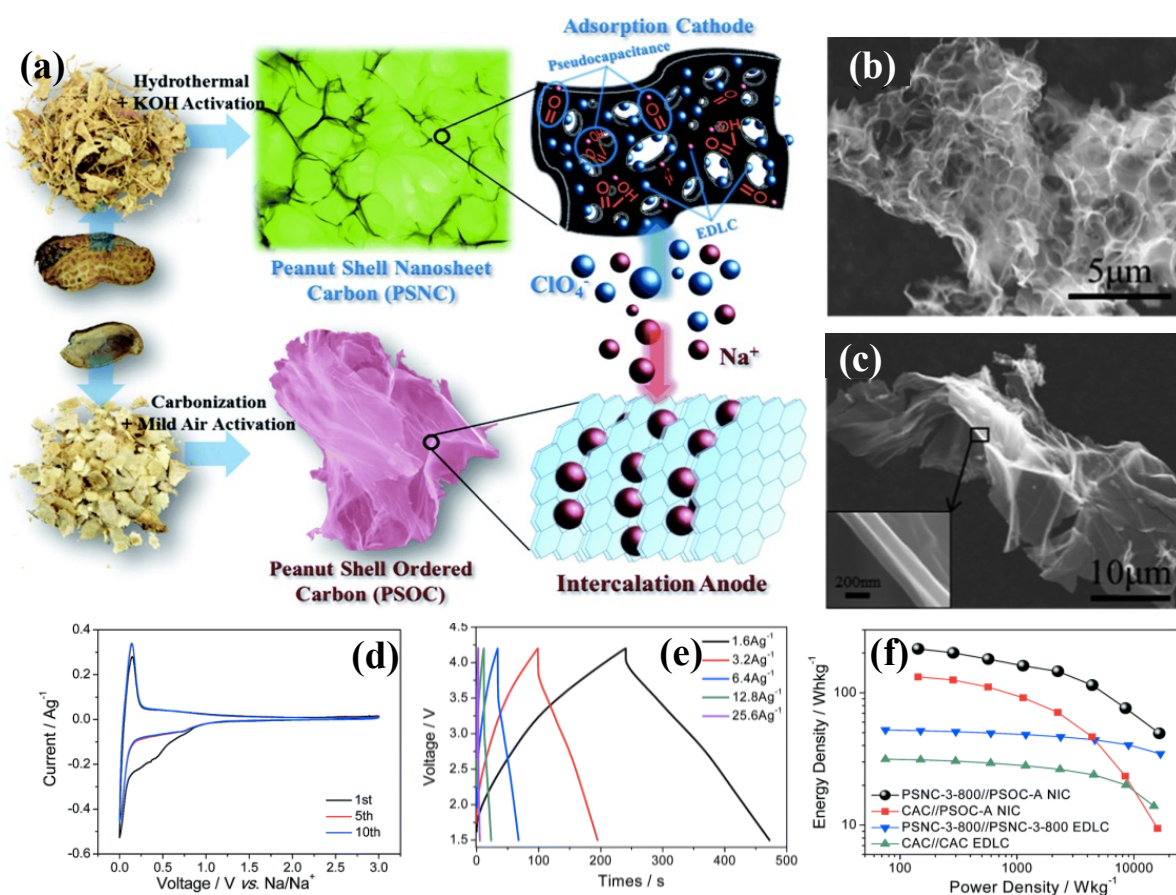 (a)
Hydrothermal
+ KOH Activation
Peanut Shell Nanosheet
Carbon (PSNC)
Adsorption Cathode
Pseudocapacitance
EDLC
ClO₄⁻
Na⁺
Carbonization
+ Mild Air Activation
Peanut Shell Ordered
Carbon (PSOC)
Intercalation Anode
(b)
5μm
(c)
200nm
10μm
(d)
Current / Ag⁻¹
0.6
0.4
0.2
0.0
-0.2
-0.4
-0.6
0.0 0.5 1.0 1.5 2.0 2.5 3.0
Voltage / V vs. Na/Na⁺
1st
5th
10th
(e)
Voltage / V
4.5
4.0
3.5
3.0
2.5
2.0
1.5
0 100 200 300 400 500
Times / s
1.6Ag⁻¹
3.2Ag⁻¹
6.4Ag⁻¹
12.8Ag⁻¹
25.6Ag⁻¹
(f)
Energy Density / Whkg⁻¹
100
10
100 1000 10000
Power Density / Wkg⁻¹
PSNC-3-800//PSOC-A NIC
CAC//PSOC-A NIC
PSNC-3-800//PSNC-3-800 EDLC
CAC//CAC EDLC